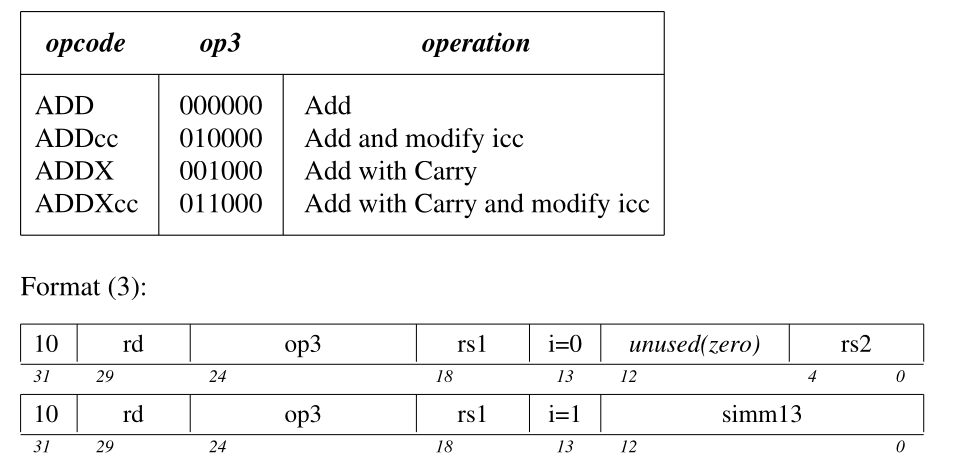 opcode op3 operation
ADD 000000 Add
ADDcc 010000 Add and modify icc
ADDX 001000 Add with Carry
ADDXcc 011000 Add with Carry and modify icc
Format (3):
10 rd op3 rs1 i=0 unused(zero) rs2
31 29 24 18 13 12 4 0
10 rd op3 rs1 i=1 simm13
31 29 24 18 13 12 0